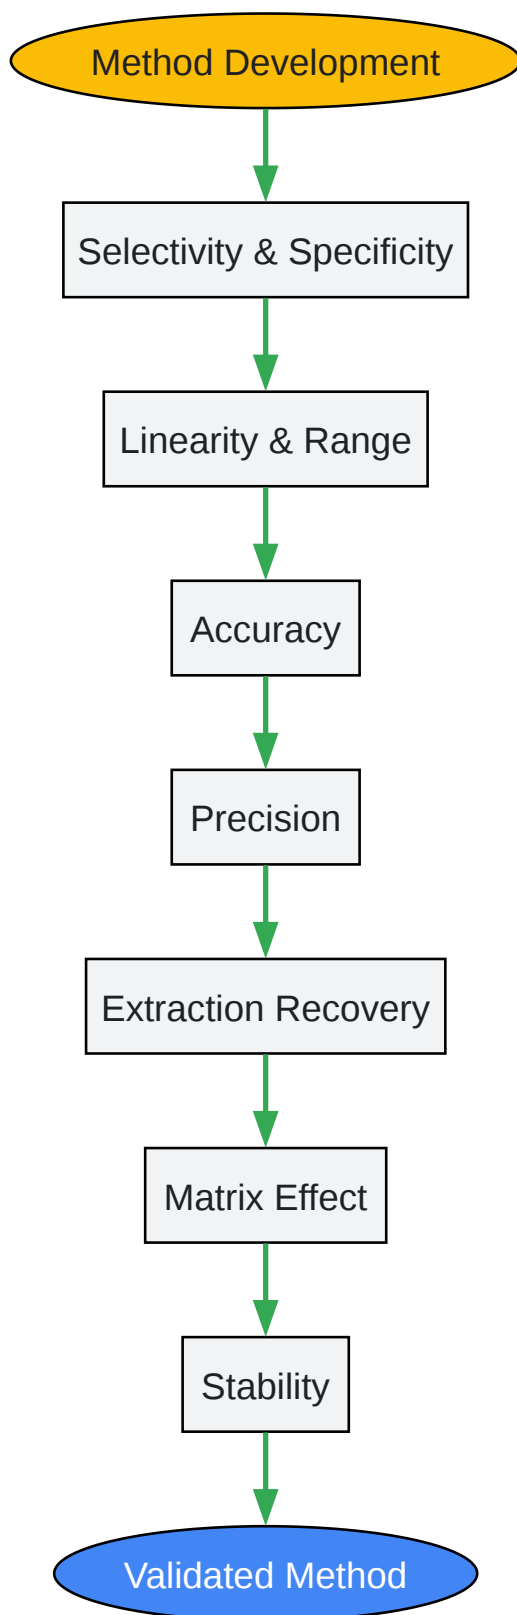 Method Development
Selectivity & Specificity
Linearity & Range
Accuracy
Precision
Extraction Recovery
Matrix Effect
Stability
Validated Method